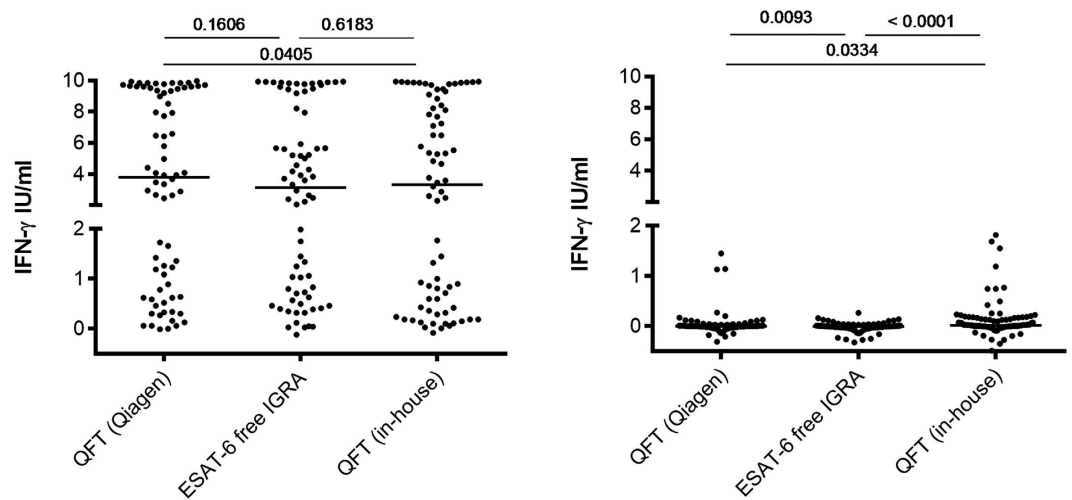 0.1606 0.6183
0.0405
10
8
6
4
2
1
0
IFN-γ IU/ml
QFT (Qiagen)
ESAT-6 free IGRA
QFT (in-house)
0.0093 < 0.0001
0.0334
10
8
6
4
2
1
0
IFN-γ IU/ml
QFT (Qiagen)
ESAT-6 free IGRA
QFT (in-house)